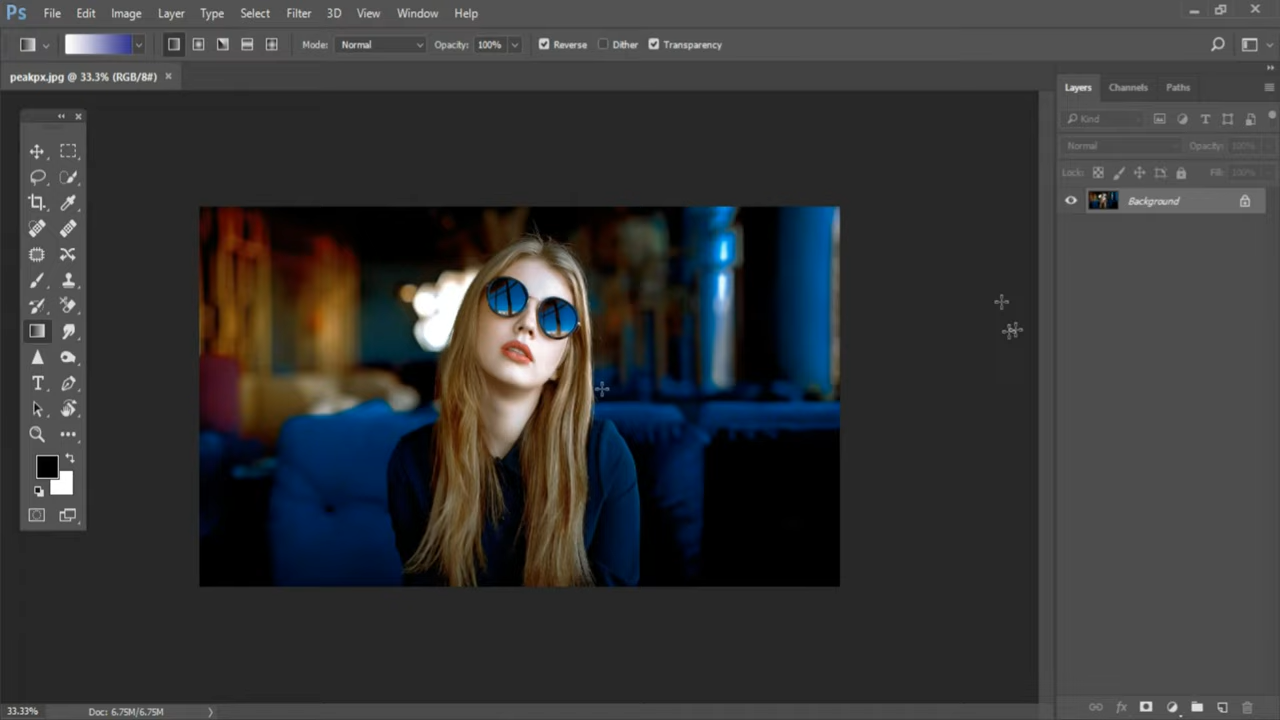 Ps File Edit Image Layer Type Select Filter 3D View Window Help
Mode: Normal Opacity: 100% Reverse Dither Transparency
peakpx.jpg @ 33.3% (RGB/8#) ×
Layers Channels Paths
Kind
Normal Opacity: 100%
Lock: Fill: 100%
Background
33.33% Doc: 6.75M/6.75M